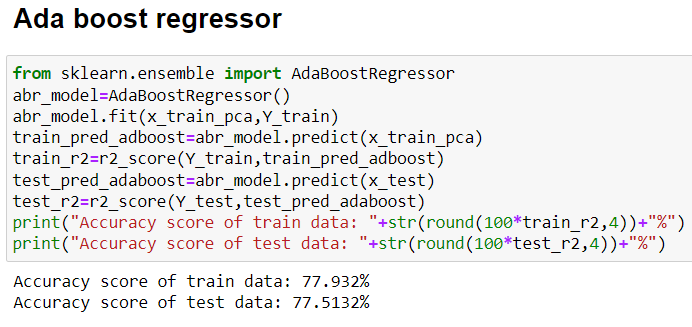 Ada boost regressor
from sklearn.ensemble import AdaBoostRegressor
abr_model=AdaBoostRegressor()
abr_model.fit(x_train_pca,Y_train)
train_pred_adboost=abr_model.predict(x_train_pca)
train_r2=r2_score(Y_train,train_pred_adboost)
test_pred_adaboost=abr_model.predict(x_test)
test_r2=r2_score(Y_test,test_pred_adaboost)
print("Accuracy score of train data: "+str(round(100*train_r2,4))+"%")
print("Accuracy score of test data: "+str(round(100*test_r2,4))+"%")
Accuracy score of train data: 77.932%
Accuracy score of test data: 77.5132%